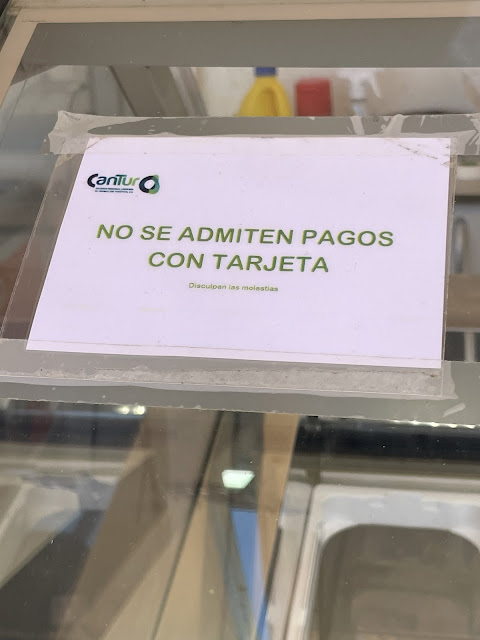 CanTur
NO SE ADMITEN PAGOS
CON TARJETA
Disculpen las molestias